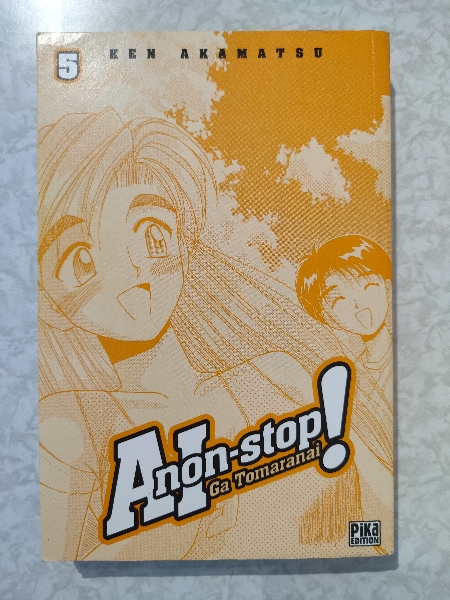 5
KEN AKAMATSU
AI non-stop!
Ga Tomaranai
PiKa
EDITION